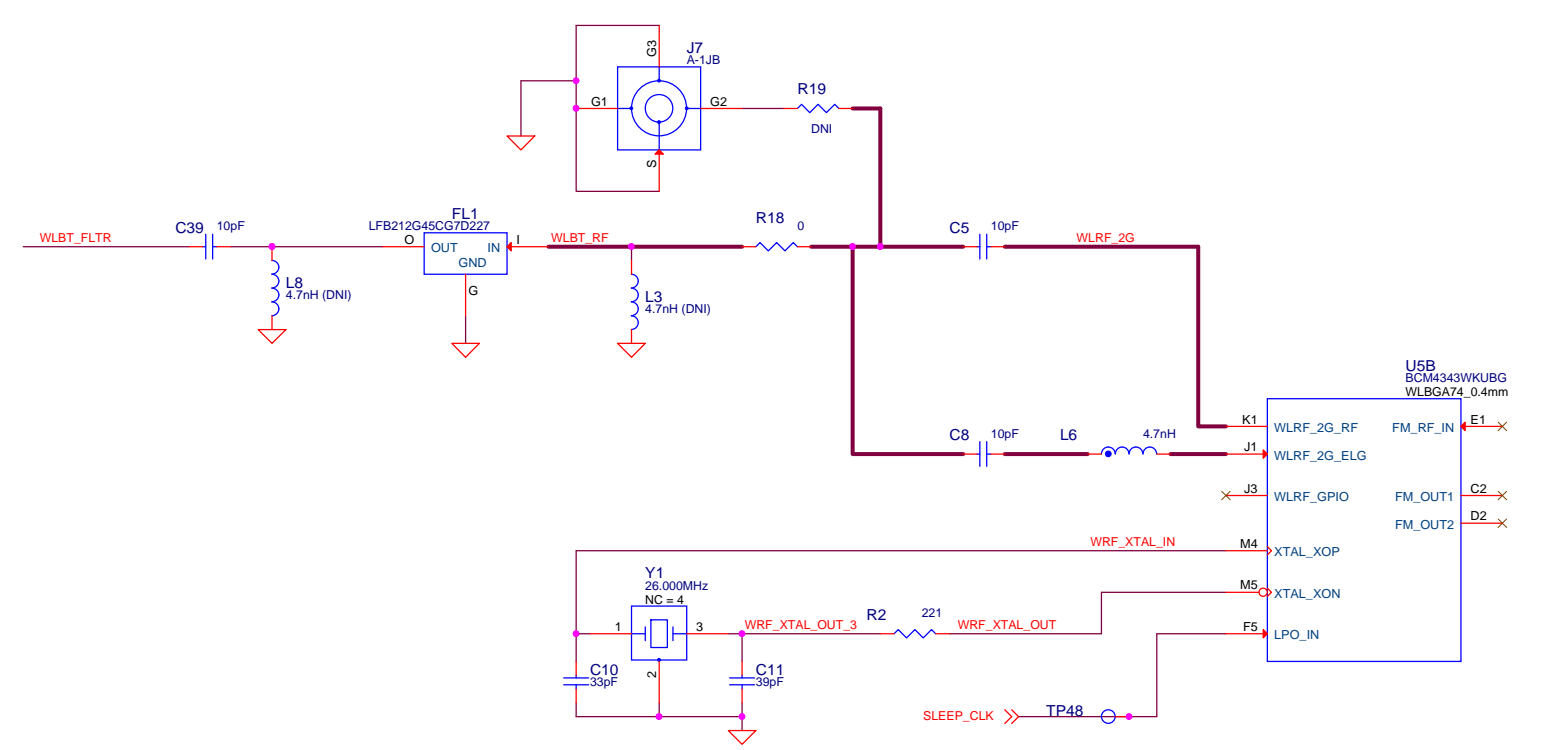 G3
J7
A-1JB
G1
G2
S
R19
DNI
WLBT_FLTR
C39
10pF
L8
4.7nH (DNI)
FL1
LFB212G45CG7D227
O
OUT
IN
GND
I
G
WLBT_RF
L3
4.7nH (DNI)
R18
0
C5
10pF
WLRF_2G
C8
10pF
L6
4.7nH
U5B
BCM4343WKUBG
WLBGA74_0.4mm
K1
WLRF_2G_RF
FM_RF_IN
E1
J1
WLRF_2G_ELG
J3
WLRF_GPIO
FM_OUT1
C2
FM_OUT2
D2
WRF_XTAL_IN
M4
XTAL_XOP
M5
XTAL_XON
F5
LPO_IN
Y1
26.000MHz
NC = 4
1
3
2
WRF_XTAL_OUT_3
R2
221
WRF_XTAL_OUT
C10
33pF
C11
39pF
SLEEP_CLK
TP48